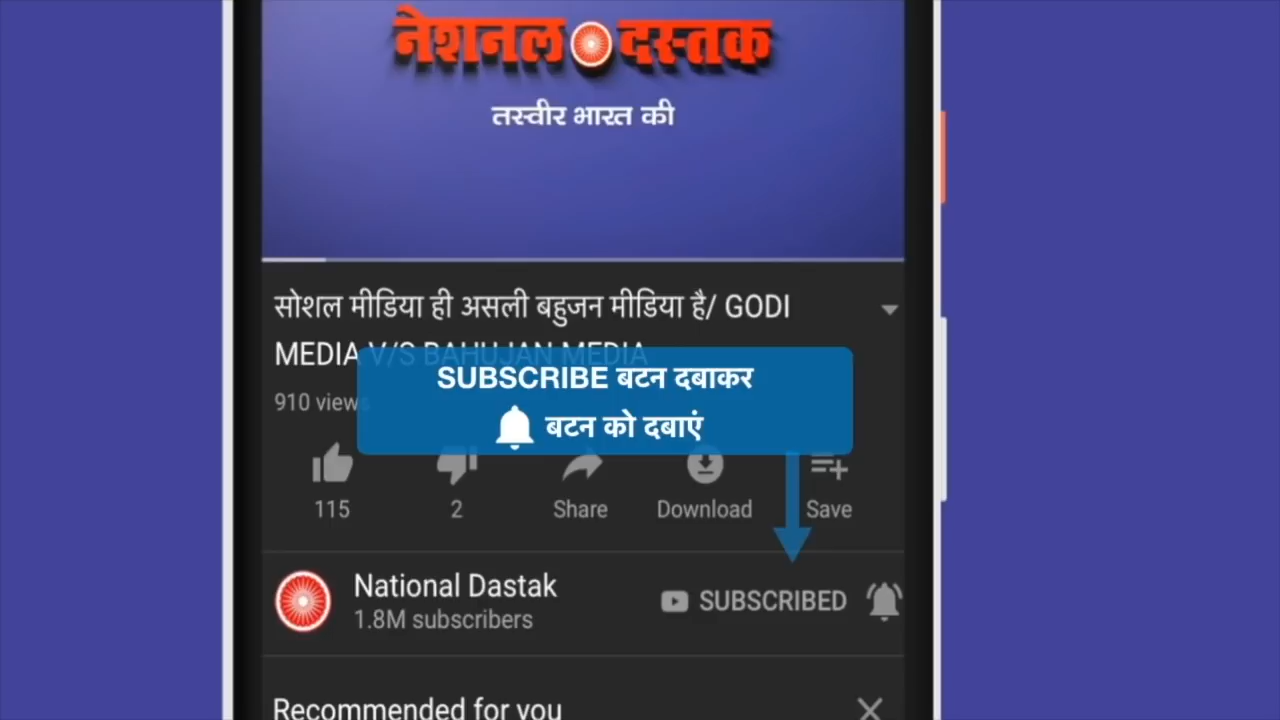 नेशनल दस्तक
तस्वीर भारत की
सोशल मीडिया ही असली बहुजन मीडिया है/ GODI
MEDIA V/S BAHUJAN MEDIA
SUBSCRIBE बटन दबाकर
बटन को दबाएं
910 views
115
2
Share
Download
Save
National Dastak
1.8M subscribers
SUBSCRIBED
Recommended for you